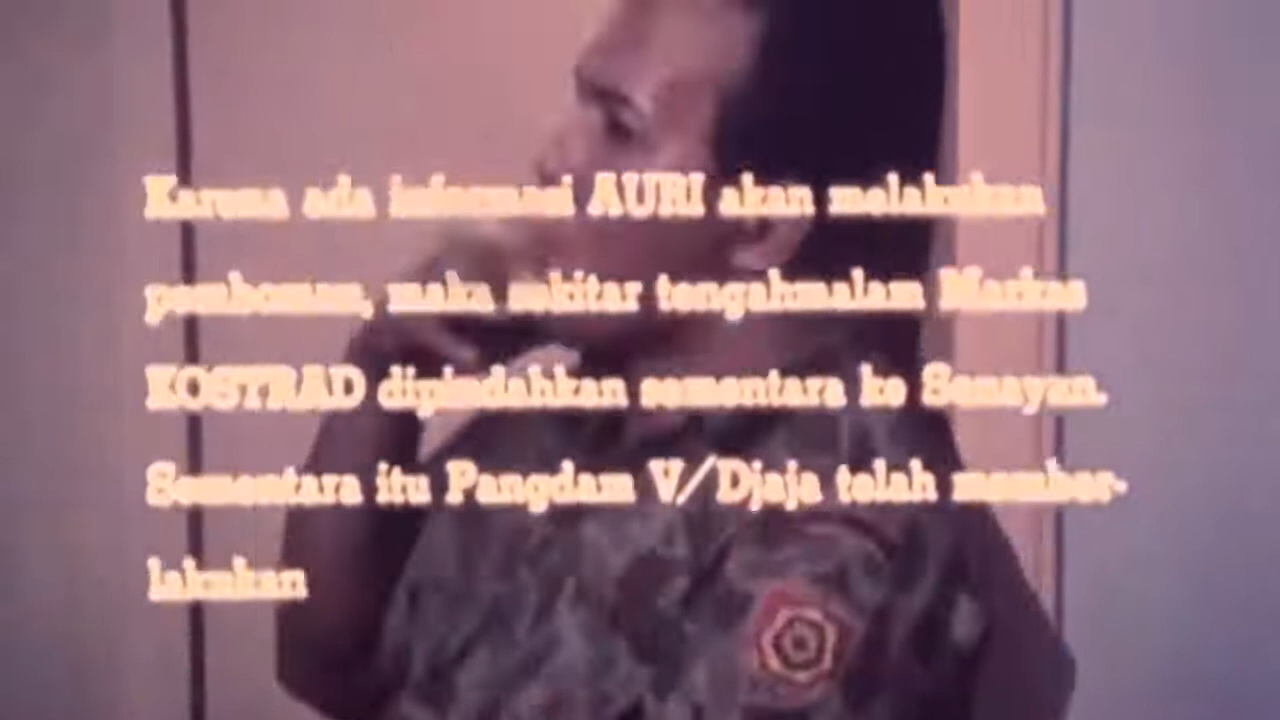 Karena ada informasi AURI akan melakukan
pemboman, maka sekitar tengahmalam Markas
KOSTRAD dipindahkan sementara ke Senayan.
Sementara itu Pangdam V/Djaja telah member-
lakukan